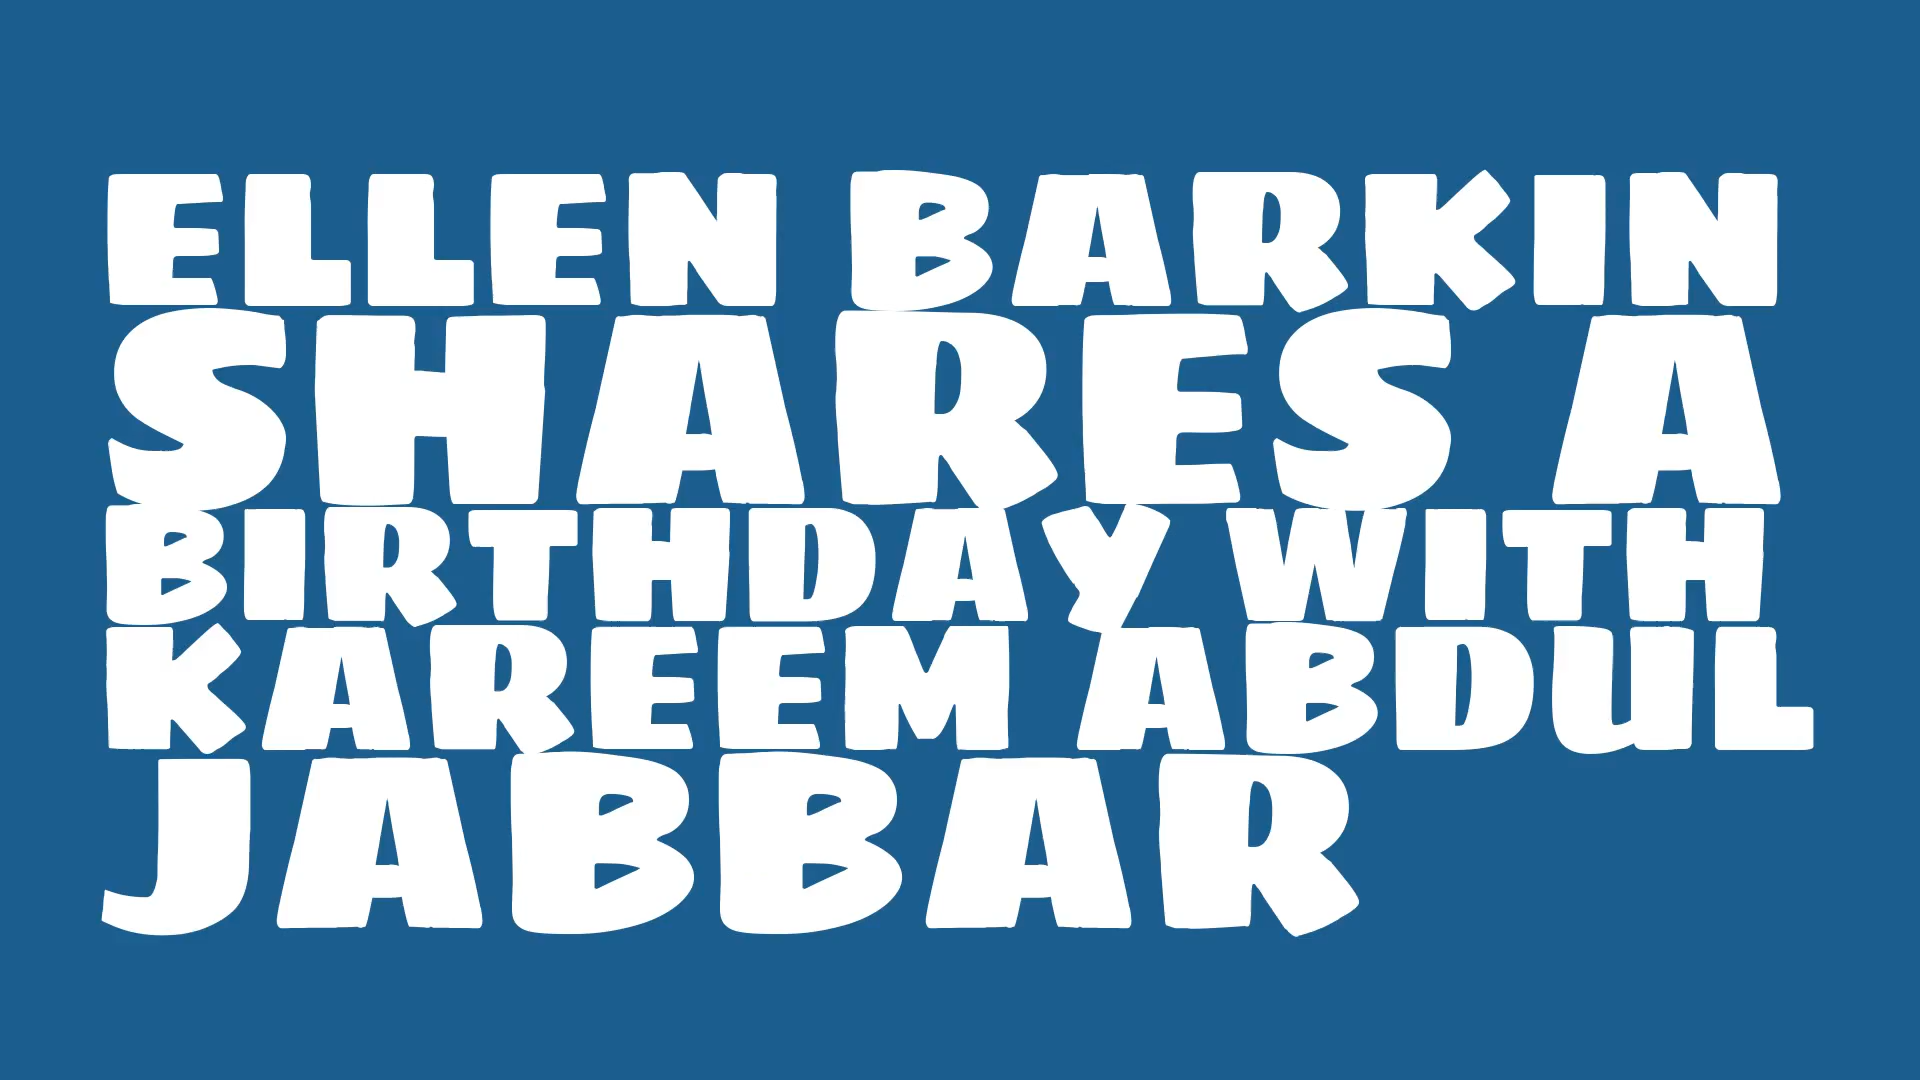 ELLEN BARKIN
SHARES A
BIRTHDAY WITH
KAREEM ABDUL
JABBAR